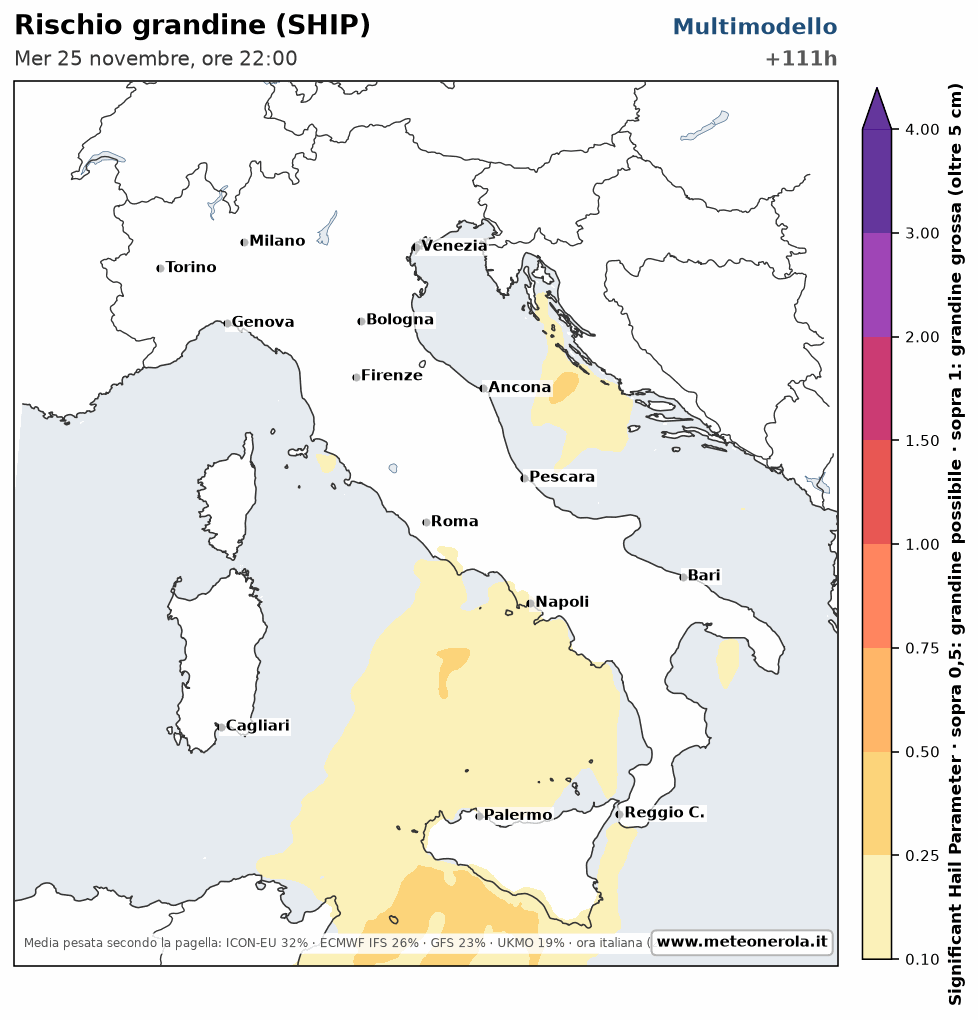 Rischio grandine (SHIP)
Multimodello
Mer 25 novembre, ore 22:00
+111h
Milano
Venezia
Torino
Genova
Bologna
Firenze
Ancona
Pescara
Roma
Bari
Napoli
Cagliari
Palermo
Reggio C.
Media pesata secondo la pagella: ICON-EU 32% · ECMWF IFS 26% · GFS 23% · UKMO 19% · ora italiana (
www.meteonerola.it
4.00
3.00
2.00
1.50
1.00
0.75
0.50
0.25
0.10
Significant Hail Parameter · sopra 0,5: grandine possibile · sopra 1: grandine grossa (oltre 5 cm)